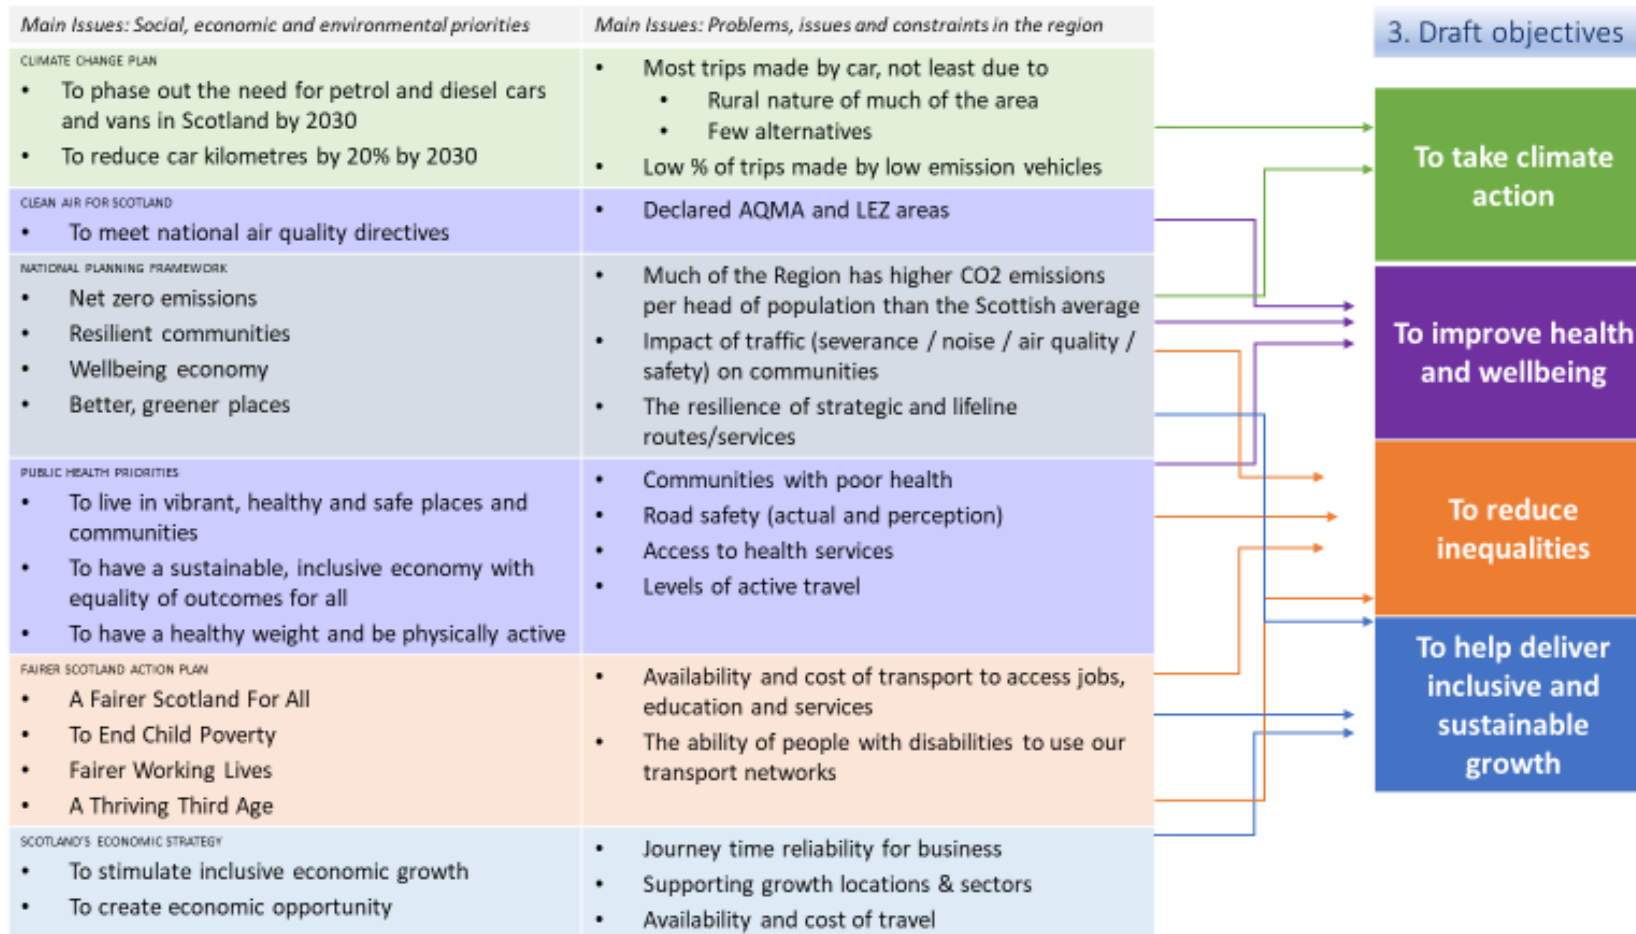 Main Issues: Social, economic and environmental priorities
Main Issues: Problems, issues and constraints in the region
3. Draft objectives
CLIMATE CHANGE PLAN
• To phase out the need for petrol and diesel cars
and vans in Scotland by 2030
• To reduce car kilometres by 20% by 2030
• Most trips made by car, not least due to
• Rural nature of much of the area
• Few alternatives
• Low % of trips made by low emission vehicles
CLEAN AIR FOR SCOTLAND
• To meet national air quality directives
• Declared AQMA and LEZ areas
NATIONAL PLANNING FRAMEWORK
• Net zero emissions
• Resilient communities
• Wellbeing economy
• Better, greener places
• Much of the Region has higher CO2 emissions
per head of population than the Scottish average
• Impact of traffic (severance / noise / air quality /
safety) on communities
• The resilience of strategic and lifeline
routes/services
PUBLIC HEALTH PRIORITIES
• To live in vibrant, healthy and safe places and
communities
• To have a sustainable, inclusive economy with
equality of outcomes for all
• To have a healthy weight and be physically active
• Communities with poor health
• Road safety (actual and perception)
• Access to health services
• Levels of active travel
FAIRER SCOTLAND ACTION PLAN
• A Fairer Scotland For All
• To End Child Poverty
• Fairer Working Lives
• A Thriving Third Age
• Availability and cost of transport to access jobs,
education and services
• The ability of people with disabilities to use our
transport networks
SCOTLAND'S ECONOMIC STRATEGY
• To stimulate inclusive economic growth
• To create economic opportunity
• Journey time reliability for business
• Supporting growth locations & sectors
• Availability and cost of travel
To take climate
action
To improve health
and wellbeing
To reduce
inequalities
To help deliver
inclusive and
sustainable
growth